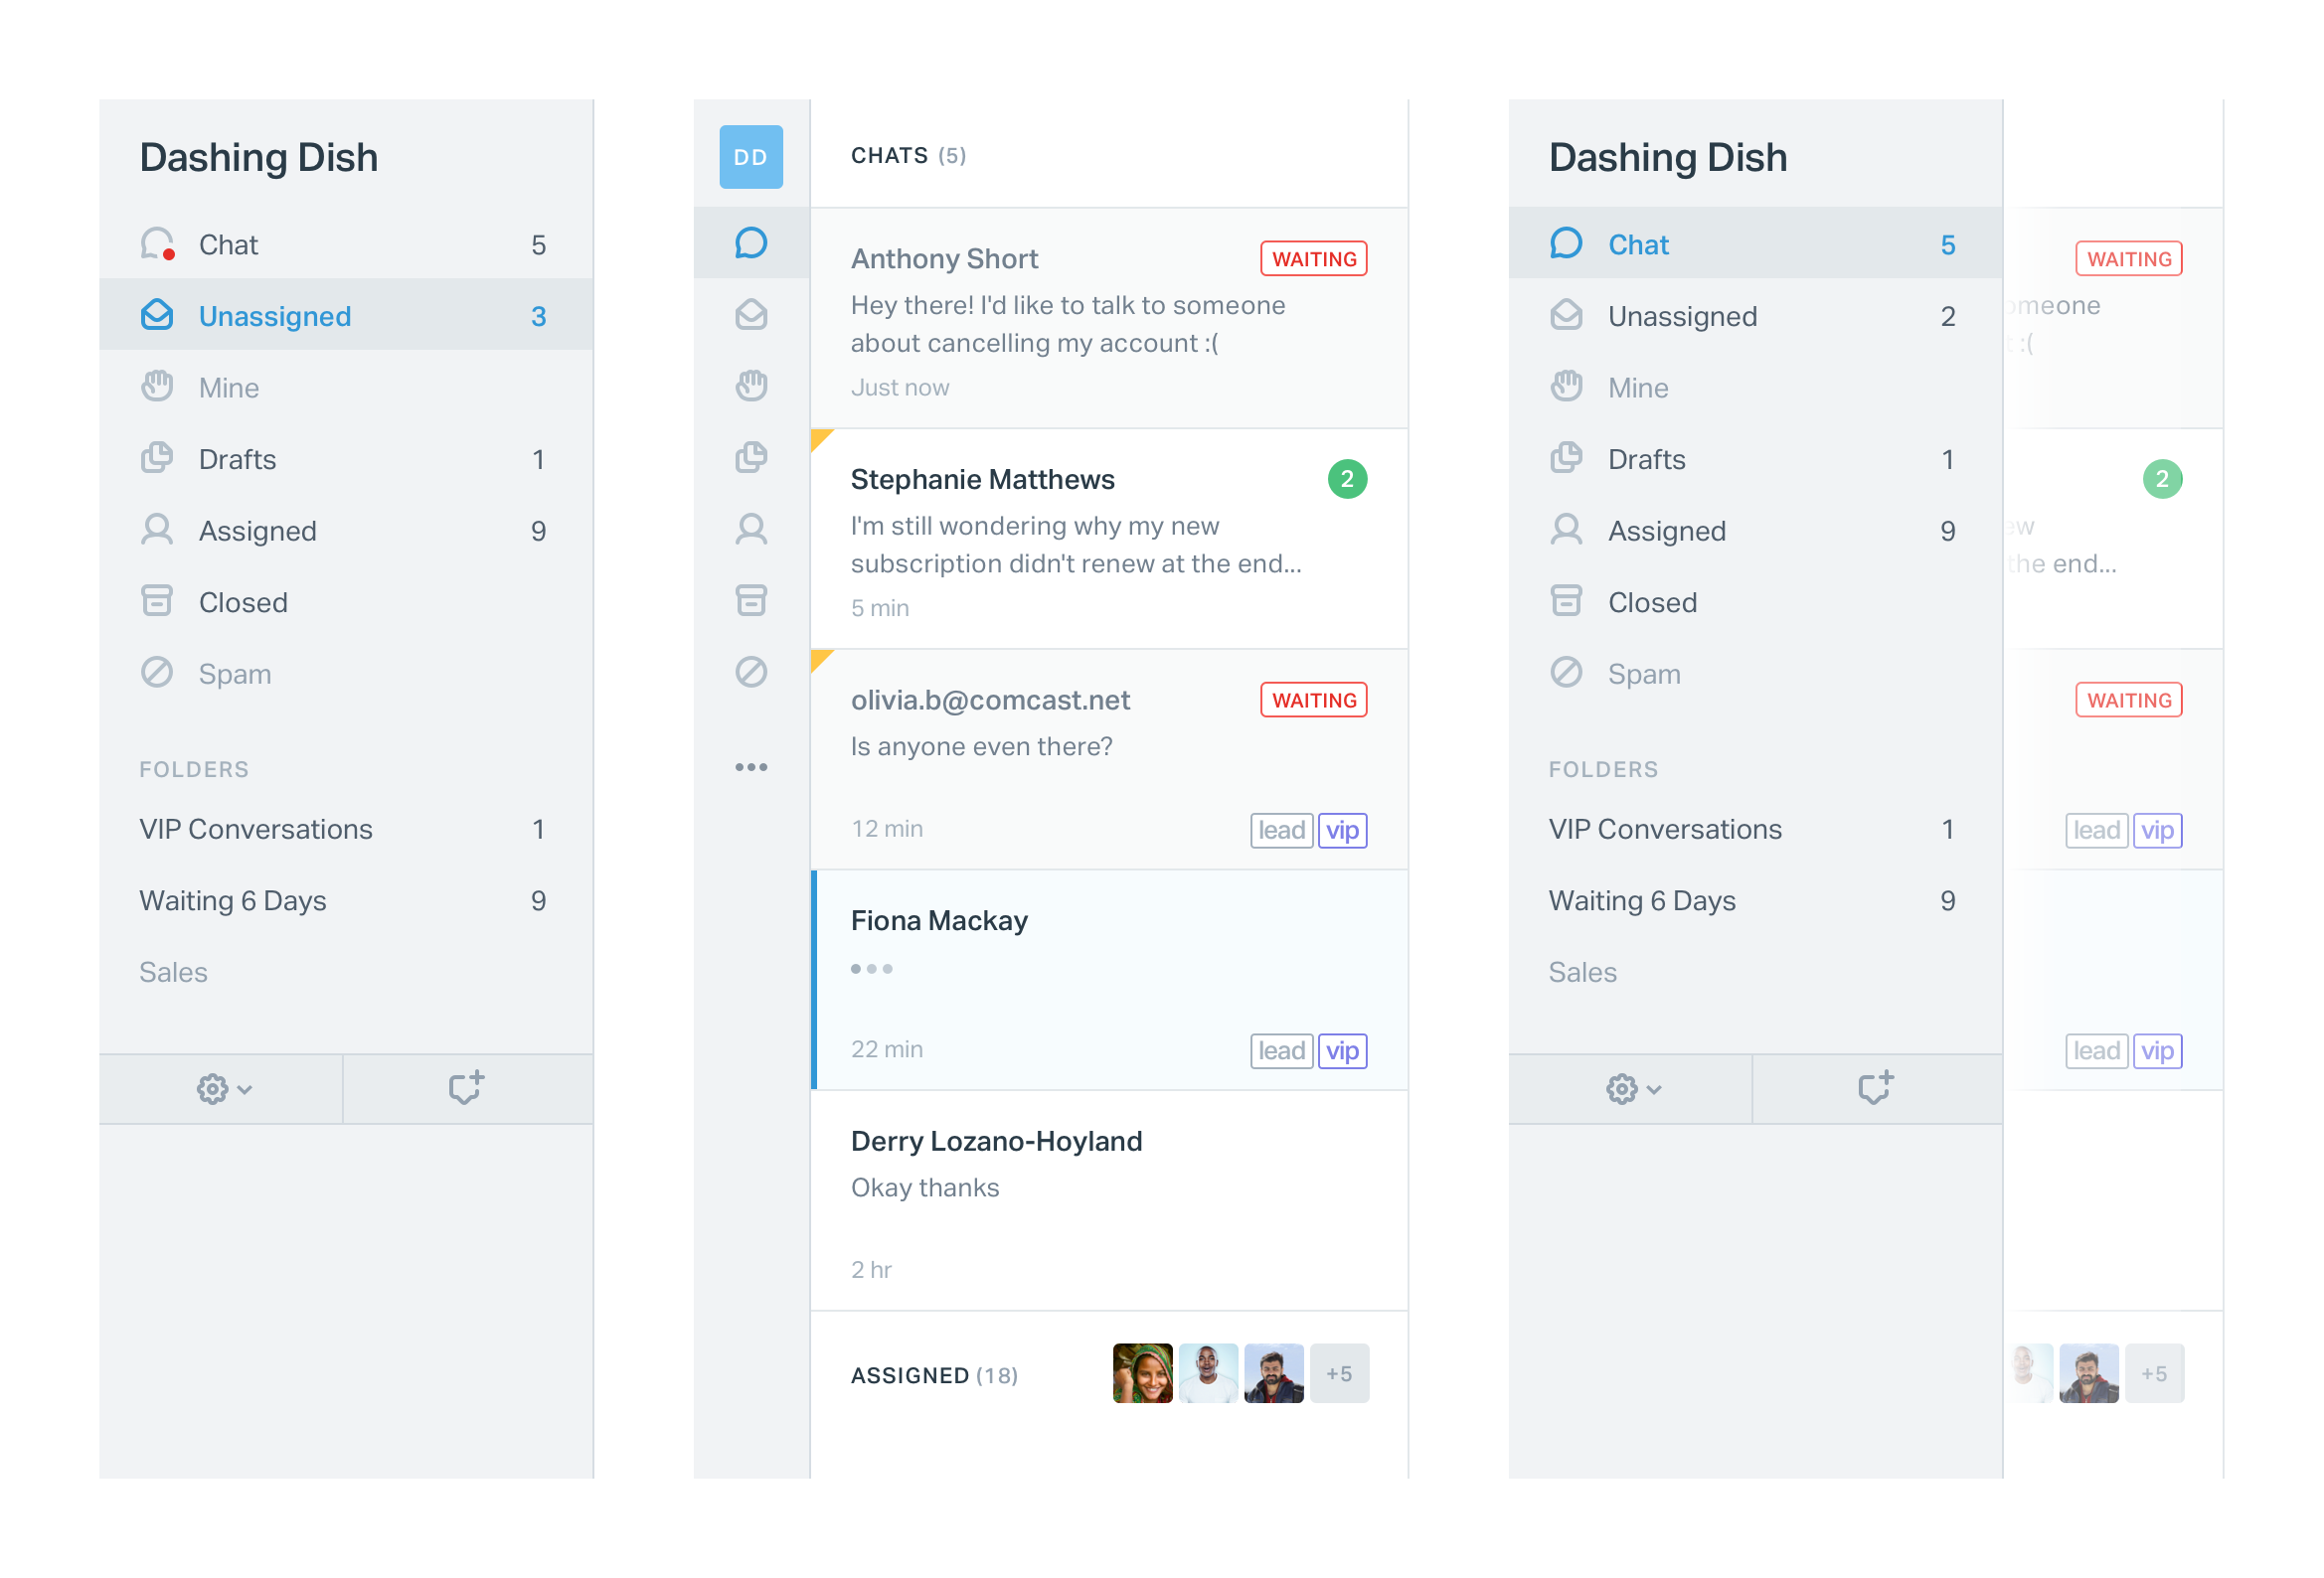 Dashing Dish
Chat 5
Unassigned 3
Mine
Drafts 1
Assigned 9
Closed
Spam
FOLDERS
VIP Conversations 1
Waiting 6 Days 9
Sales
DD
CHATS (5)
Anthony Short WAITING
Hey there! I'd like to talk to someone
about cancelling my account :(
Just now
Stephanie Matthews 2
I'm still wondering why my new
subscription didn't renew at the end...
5 min
olivia.b@comcast.net WAITING
Is anyone even there?
12 min lead vip
Fiona Mackay
22 min lead vip
Derry Lozano-Hoyland
Okay thanks
2 hr
ASSIGNED (18) +5
Dashing Dish
Chat 5
Unassigned 2
Mine
Drafts 1
Assigned 9
Closed
Spam
FOLDERS
VIP Conversations 1
Waiting 6 Days 9
Sales
WAITING
omeone
t :(
2
ew
the end...
WAITING
lead vip
lead vip
+5